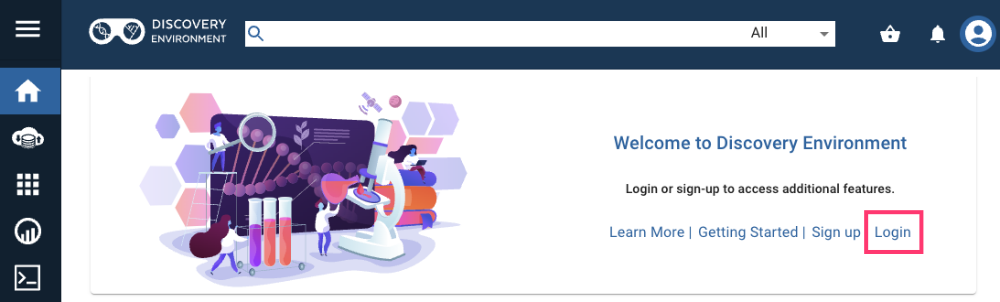 DISCOVERY
ENVIRONMENT
All
Welcome to Discovery Environment
Login or sign-up to access additional features.
Learn More | Getting Started | Sign up Login